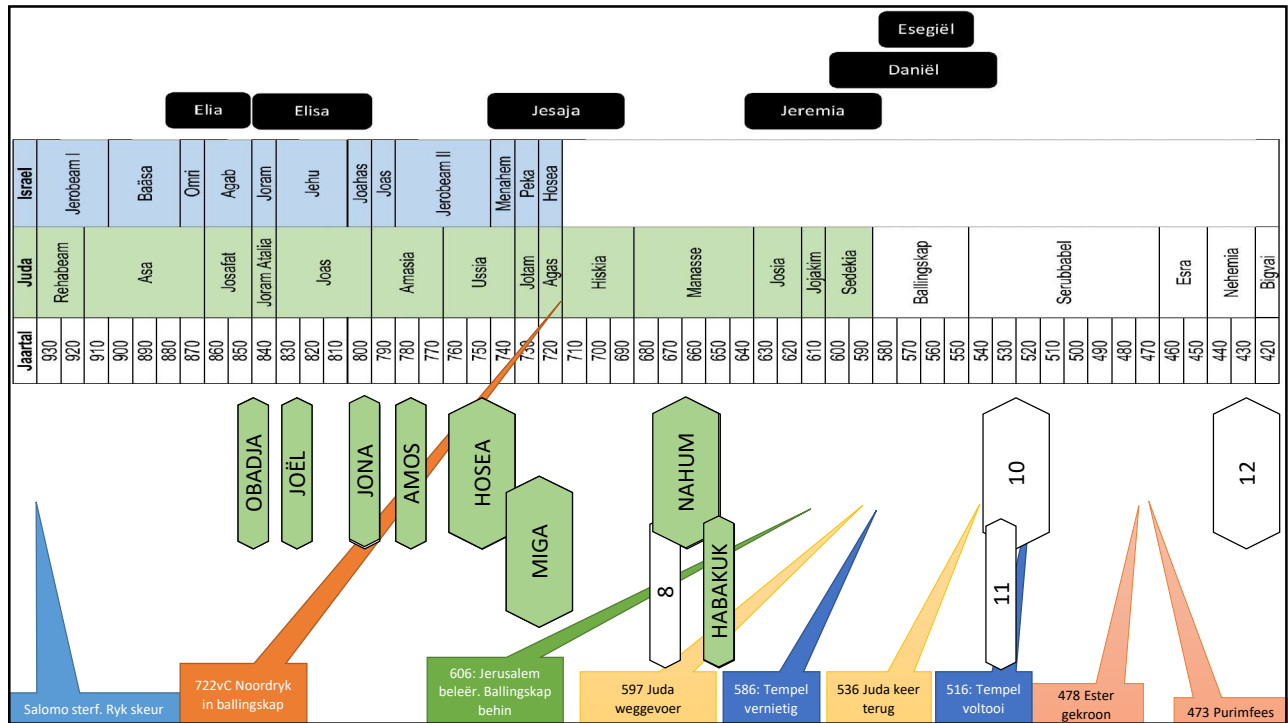 Esegiël
Daniël
Elia
Elisa
Jesaja
Jeremia
Israel
Jerobeam I
Baäsa
Omri
Agab
Joram
Jehu
Joahas
Joas
Jerobeam II
Menahem
Peka
Hosea
Juda
Rehabeam
Asa
Josafat
Joram Atalia
Joas
Amasia
Ussia
Jotam
Agas
Hiskia
Manasse
Josia
Jojakim
Sedekia
Ballingskap
Serubbabel
Esra
Nehemia
Bigvai
Jaartal
930
920
910
900
890
880
870
860
850
840
830
820
810
800
790
780
770
760
750
740
730
720
710
700
690
680
670
660
650
640
630
620
610
600
590
580
570
560
550
540
530
520
510
500
490
480
470
460
450
440
430
420
OBADJA
JOËL
JONA
AMOS
HOSEA
MIGA
NAHUM
8
HABAKUK
10
11
12
Salomo sterf. Ryk skeur
722vC Noordryk
in ballingskap
606: Jerusalem
beleër. Ballingskap
behin
597 Juda
weggevoer
586: Tempel
vernietig
536 Juda keer
terug
516: Tempel
voltooi
478 Ester
gekroon
473 Purimfees